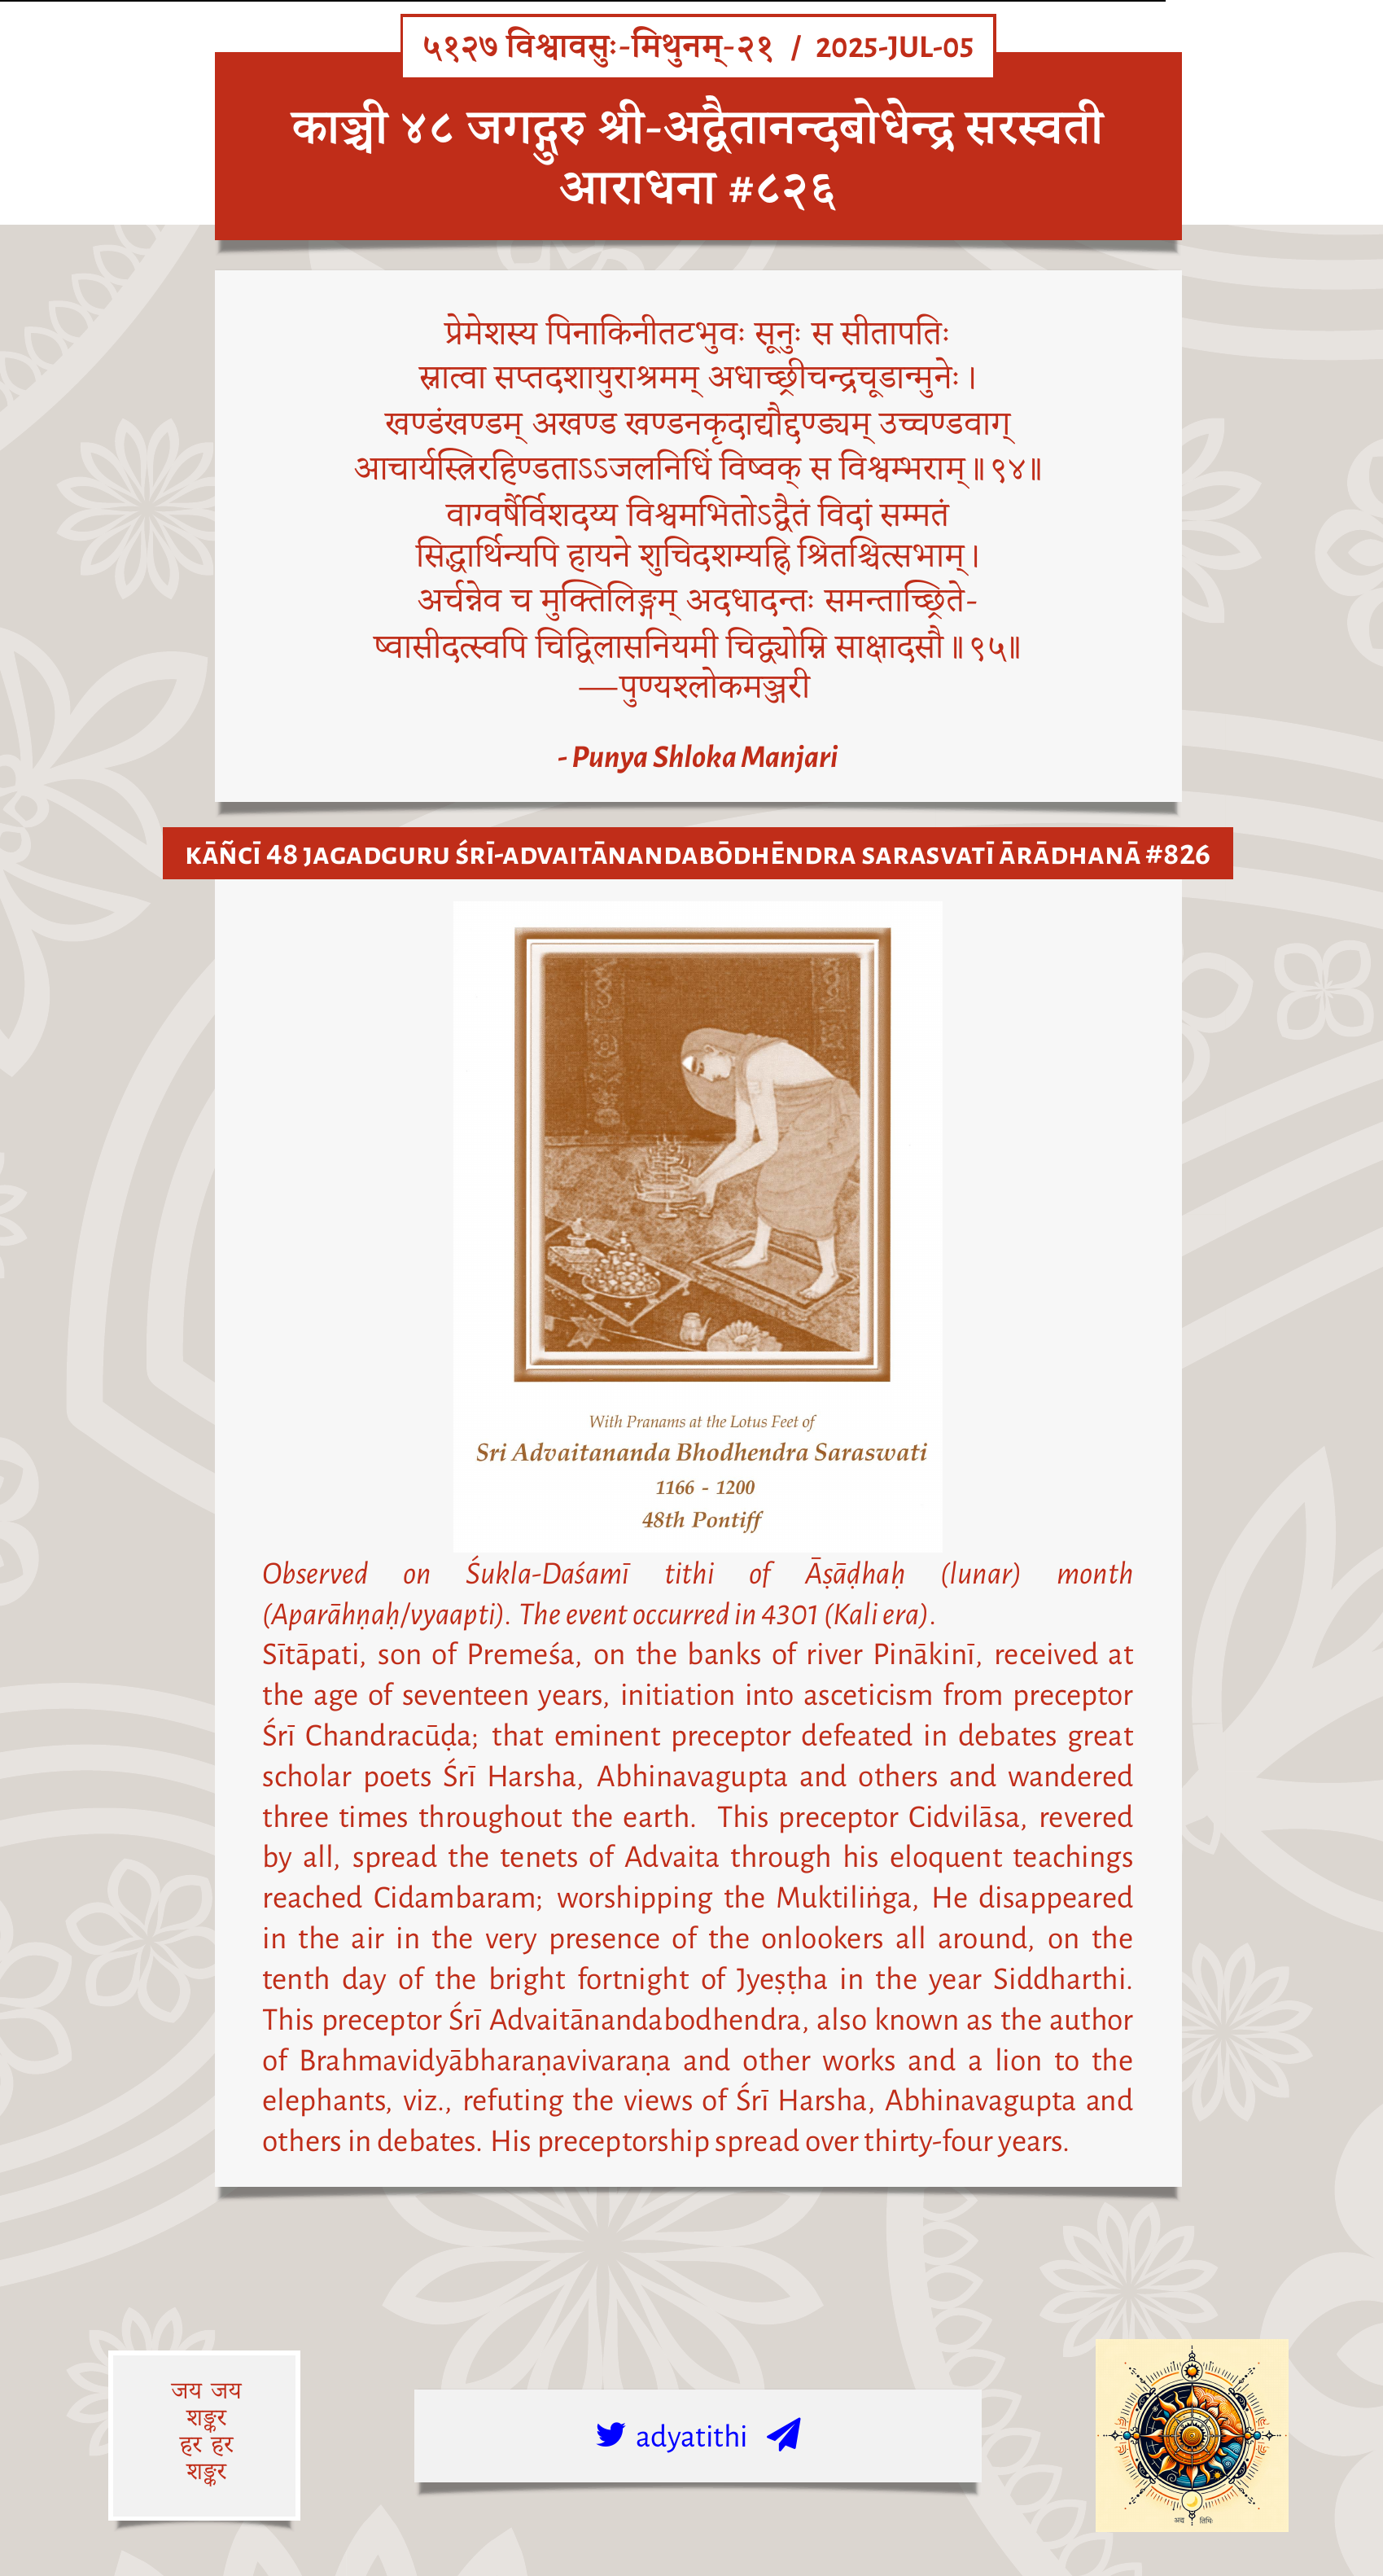 ५१२७ विश्वावसुः-मिथुनम्-२१ / 2025-JUL-05
काञ्ची ४८ जगद्गुरु श्री-अद्वैतानन्दबोधेन्द्र सरस्वती
आराधना #८२६
प्रेमेशस्य पिनाकिनीतटभुवः सूनुः स सीतापतिः
स्नात्वा सप्तदशायुराश्रमम् अधाच्छ्रीचन्द्रचूडान्मुनेः ।
खण्डंखण्डम् अखण्ड खण्डनकृदाद्यौद्दण्ड्यम् उच्चण्डवाग्
आचार्यस्त्रिरहिण्डताऽऽजलनिधिं विष्वक् स विश्वम्भराम् ॥ ९४॥
वाग्वर्षैर्विशदय्य विश्वमभितोऽद्वैतं विदां सम्मतं
सिद्धार्थिन्यपि हायने शुचिदशम्यह्नि श्रितश्चित्सभाम् ।
अर्चन्नेव च मुक्तिलिङ्गम् अदधादन्तः समन्ताच्छ्रिते-
ष्वासीदत्स्वपि चिद्विलासनियमी चिद्व्योम्नि साक्षादसौ ॥ ९५॥
—पुण्यश्लोकमञ्जरी
- Punya Shloka Manjari
KĀÑCĪ 48 JAGADGURU ŚRĪ-ADVAITĀNANDABŌDHĒNDRA SARASVATĪ ĀRĀDHANĀ #826
With Pranams at the Lotus Feet of
Sri Advaitananda Bhodhendra Saraswati
1166 - 1200
48th Pontiff
Observed on Śukla-Daśamī tithi of Āṣāḍhaḥ (lunar) month
(Aparāhṇaḥ/vyaapti). The event occurred in 4301 (Kali era).
Sītāpati, son of Premeśa, on the banks of river Pinākinī, received at
the age of seventeen years, initiation into asceticism from preceptor
Śrī Chandracūḍa; that eminent preceptor defeated in debates great
scholar poets Śrī Harsha, Abhinavagupta and others and wandered
three times throughout the earth. This preceptor Cidvilāsa, revered
by all, spread the tenets of Advaita through his eloquent teachings
reached Cidambaram; worshipping the Muktiliṅga, He disappeared
in the air in the very presence of the onlookers all around, on the
tenth day of the bright fortnight of Jyeṣṭha in the year Siddharthi.
This preceptor Śrī Advaitānandabodhendra, also known as the author
of Brahmavidyābharaṇavivaraṇa and other works and a lion to the
elephants, viz., refuting the views of Śrī Harsha, Abhinavagupta and
others in debates. His preceptorship spread over thirty-four years.
जय जय
शङ्कर
हर हर
शङ्कर
adyatithi
अद्य तिथिः